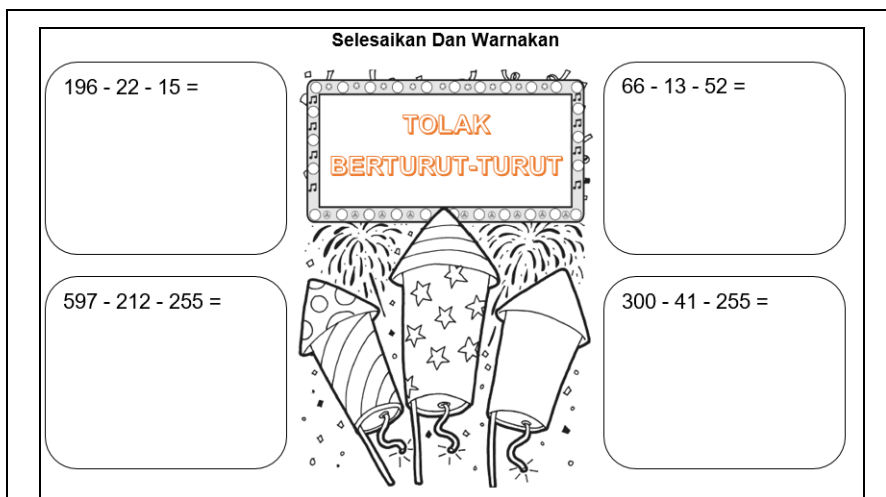 Selesaikan Dan Warnakan
196 - 22 - 15 =
TOLAK
BERTURUT-TURUT
66 - 13 - 52 =
597 - 212 - 255 =
300 - 41 - 255 =